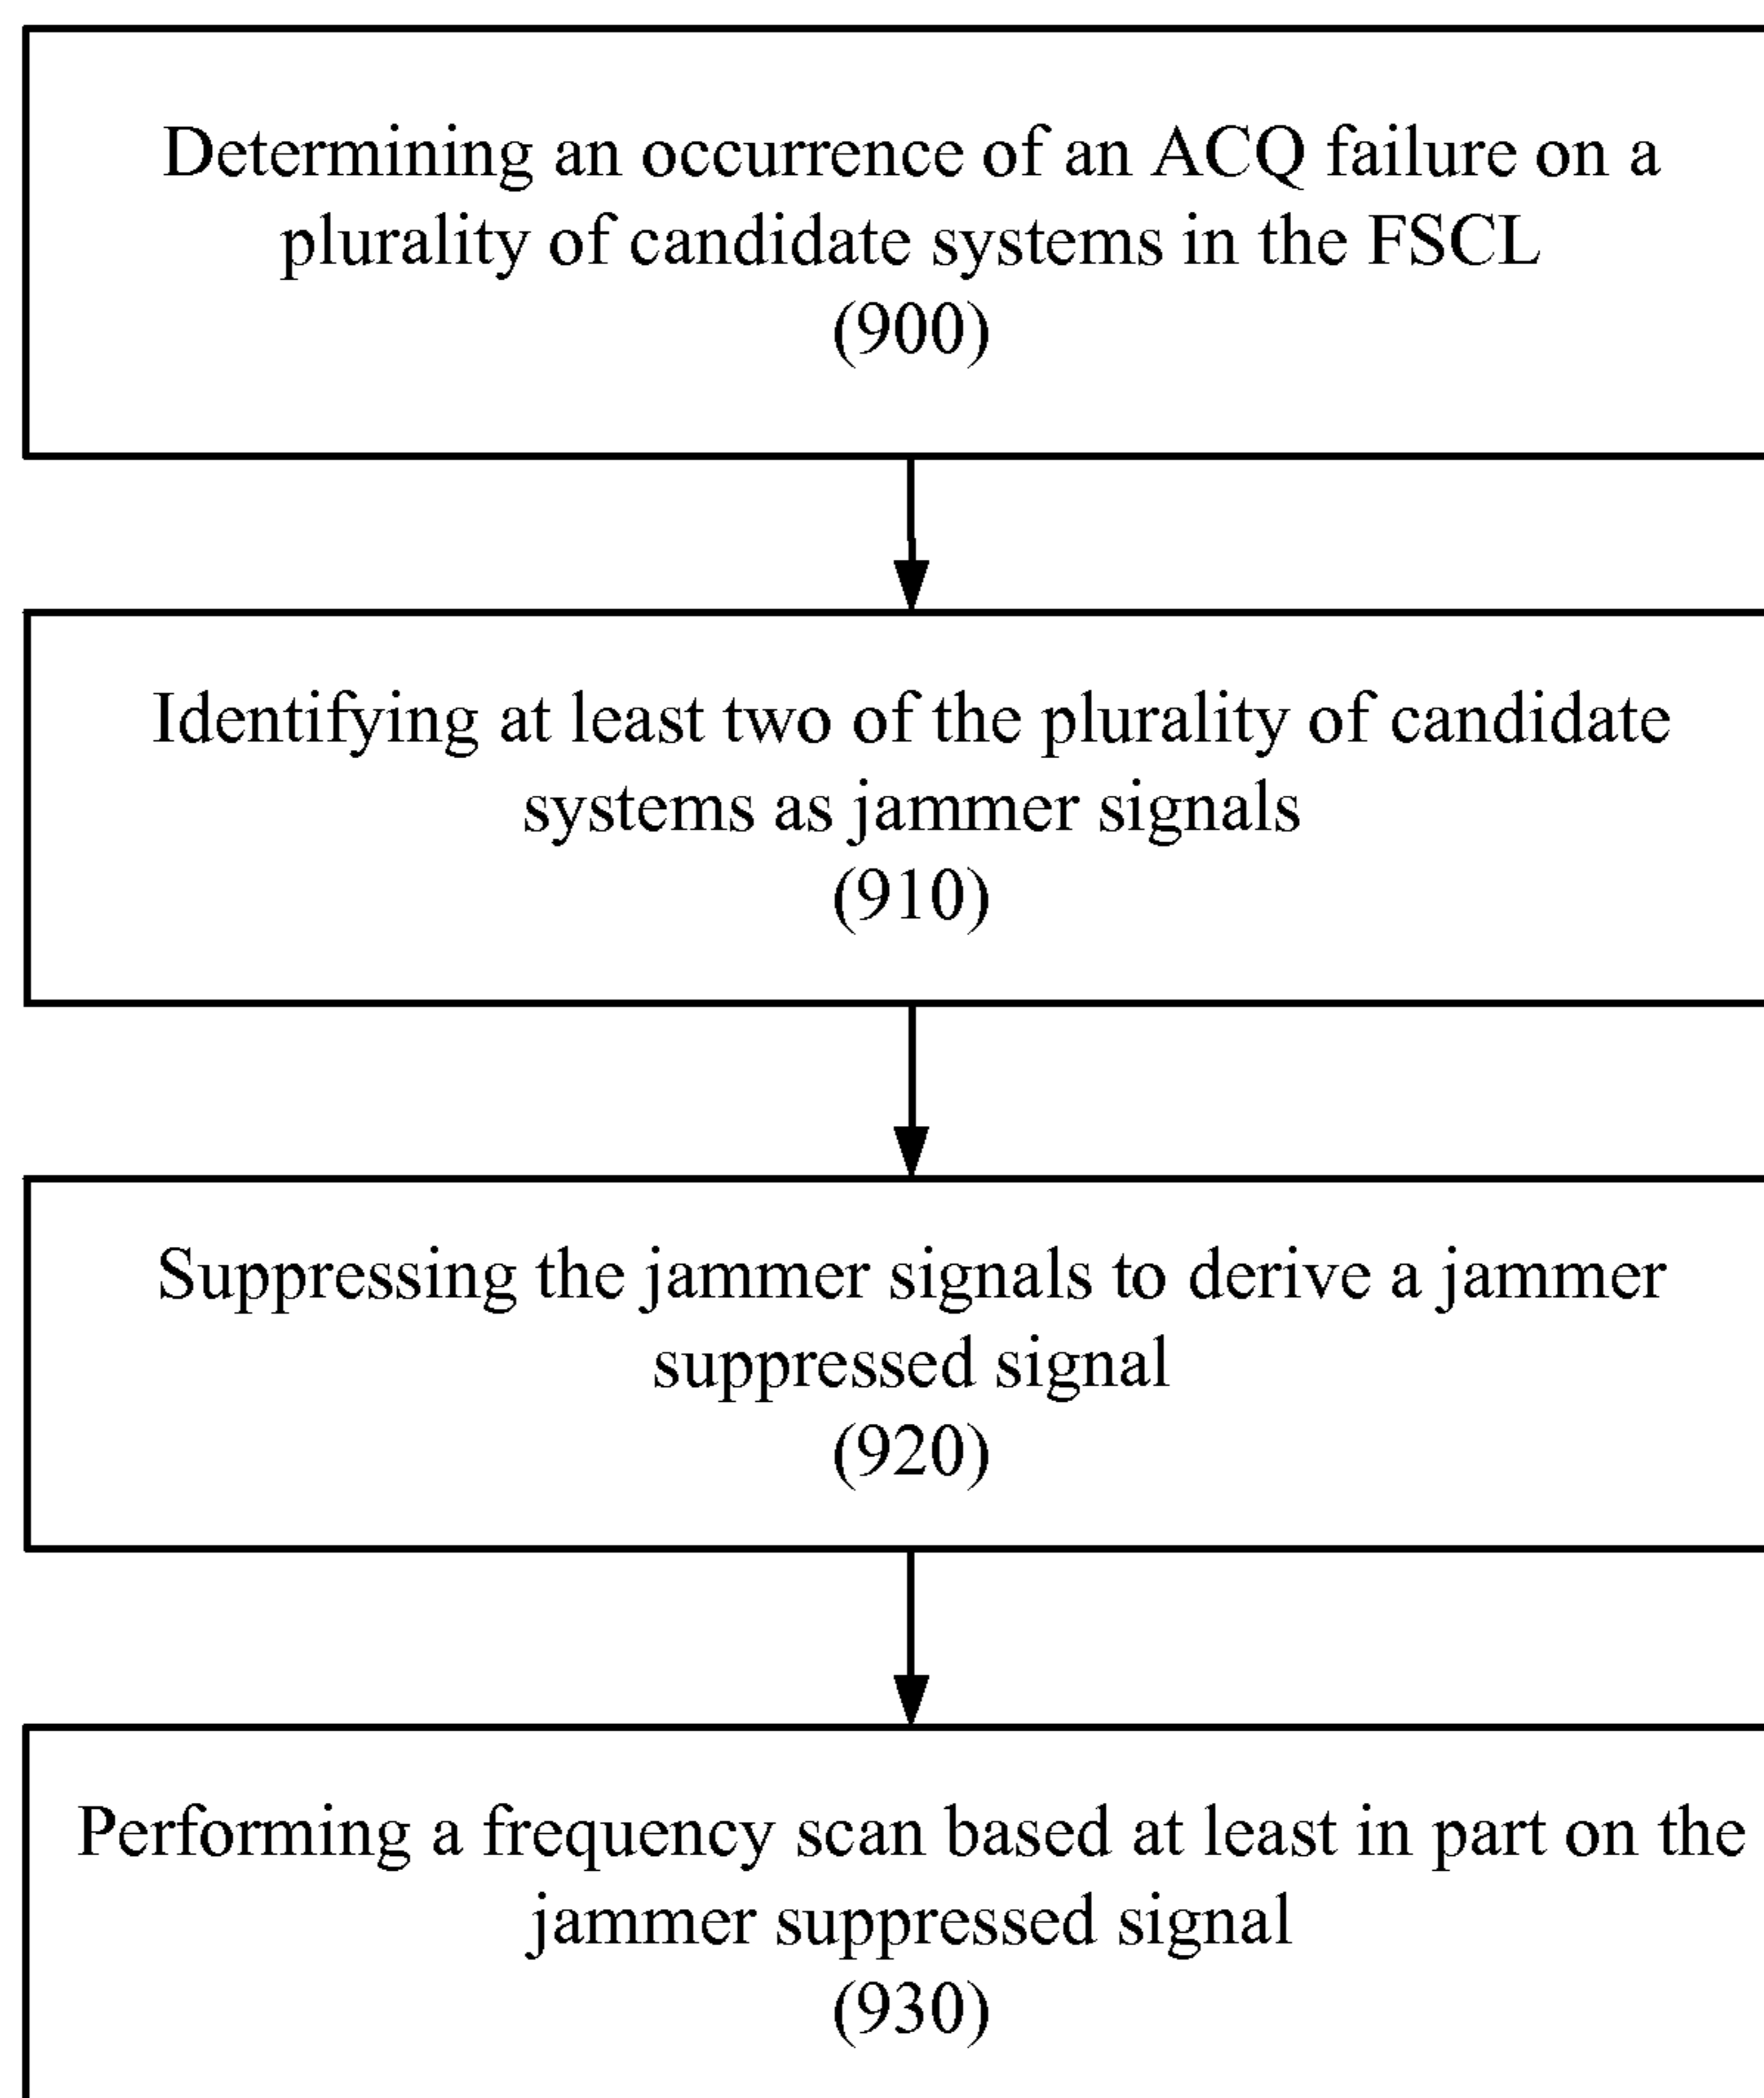 Determining an occurrence of an ACQ failure on a
plurality of candidate systems in the FSCL
(900)
Identifying at least two of the plurality of candidate
systems as jammer signals
(910)
Suppressing the jammer signals to derive a jammer
suppressed signal
(920)
Performing a frequency scan based at least in part on the
jammer suppressed signal
(930)